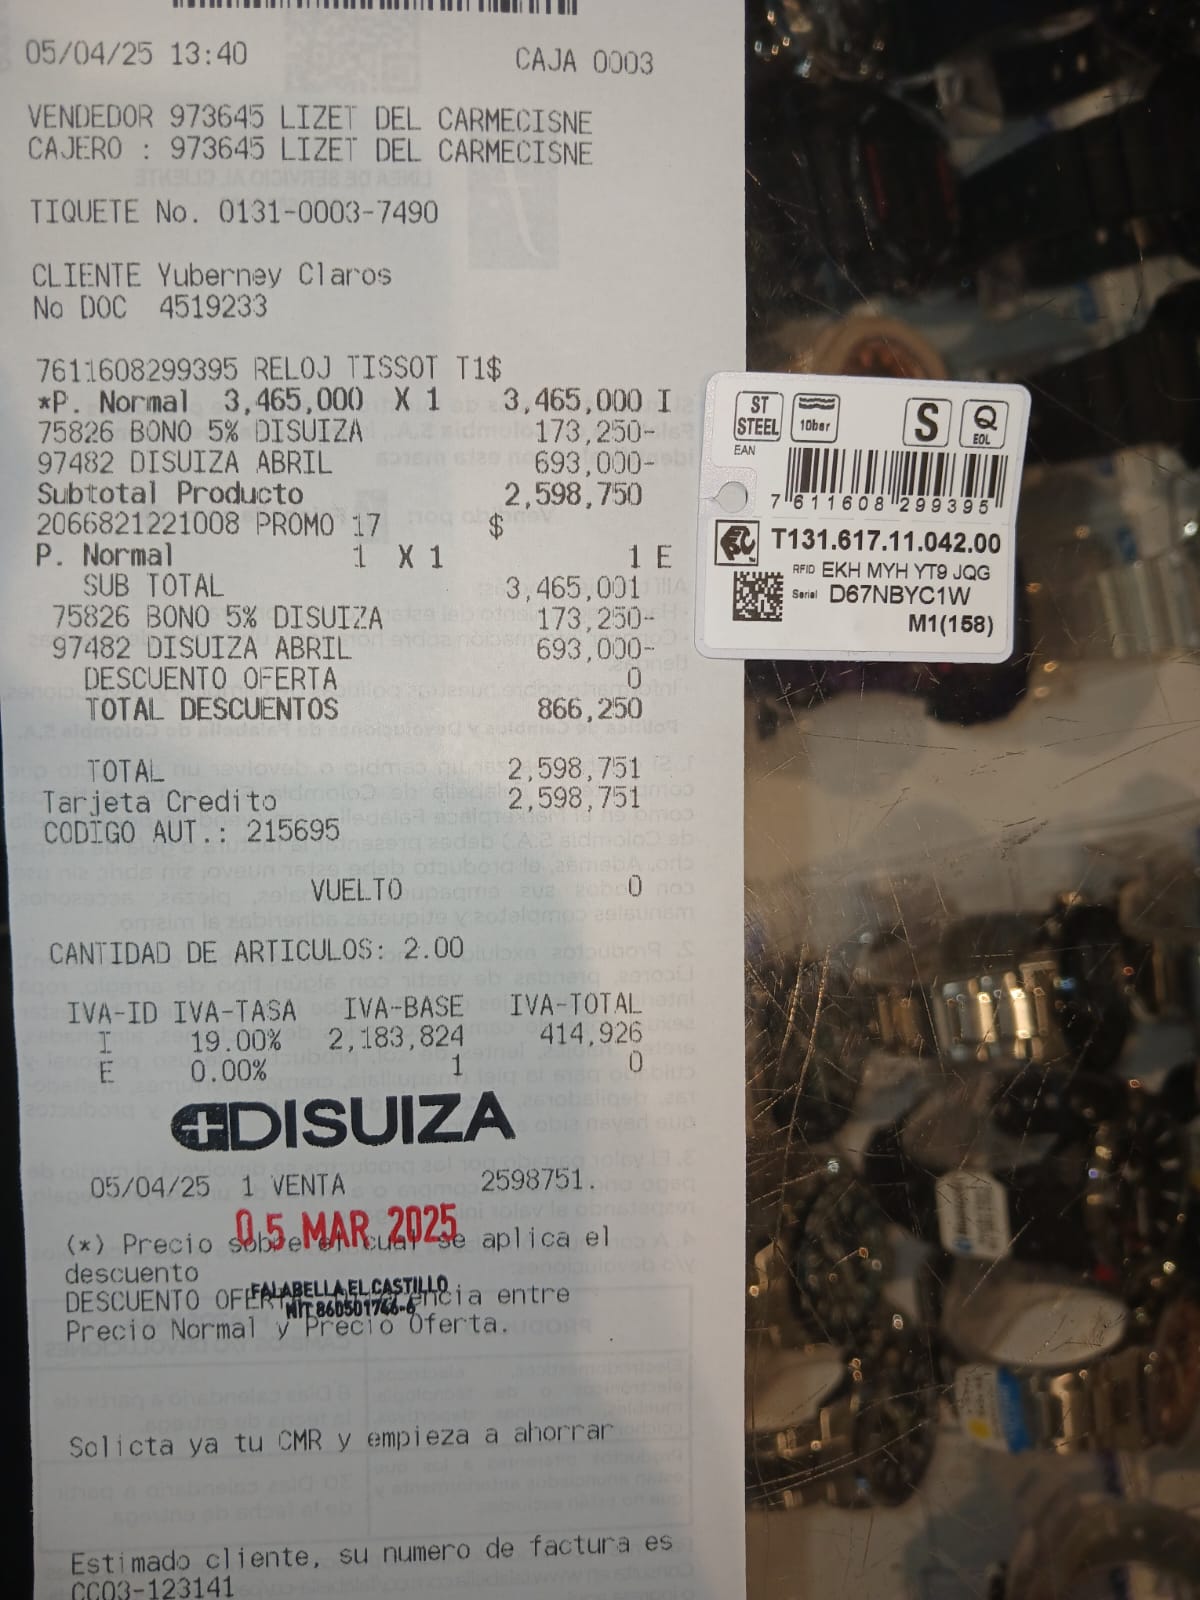 05/04/25 13:40 CAJA 0003
VENDEDOR 973645 LIZET DEL CARMECISNE
CAJERO : 973645 LIZET DEL CARMECISNE
TIQUETE No. 0131-0003-7490
CLIENTE Yuberney Claros
No DOC 4519233
7611608299395 RELOJ TISSOT T1$
*P. Normal 3,465,000 X 1 3,465,000 I
75826 BONO 5% DISUIZA 173,250-
97482 DISUIZA ABRIL 693,000-
Subtotal Producto 2,598,750
2066821221008 PROMO 17 $
P. Normal 1 X 1 1 E
SUB TOTAL 3,465,001
75826 BONO 5% DISUIZA 173,250-
97482 DISUIZA ABRIL 693,000-
DESCUENTO OFERTA 0
TOTAL DESCUENTOS 866,250
TOTAL 2,598,751
Tarjeta Credito 2,598,751
CODIGO AUT.: 215695
VUELTO 0
CANTIDAD DE ARTICULOS: 2.00
IVA-ID IVA-TASA IVA-BASE IVA-TOTAL
I 19.00% 2,183,824 414,926
E 0.00% 1 0
DISUIZA
05/04/25 1 VENTA 2598751.
05 MAR 2025
(*) Precio sobre el cual se aplica el
descuento
FALABELLA EL CASTILLO
NIT 860501766-6
DESCUENTO entre
Precio Normal y Precio Oferta.
Solicta ya tu CMR y empieza a ahorrar
Estimado cliente, su numero de factura es
CC03-123141
ST STEEL
10bar
S
Q
EOL
EAN
7 611608 299395
T131.617.11.042.00
RFID EKH MYH YT9 JQG
Serial D67NBYC1W
M1(158)